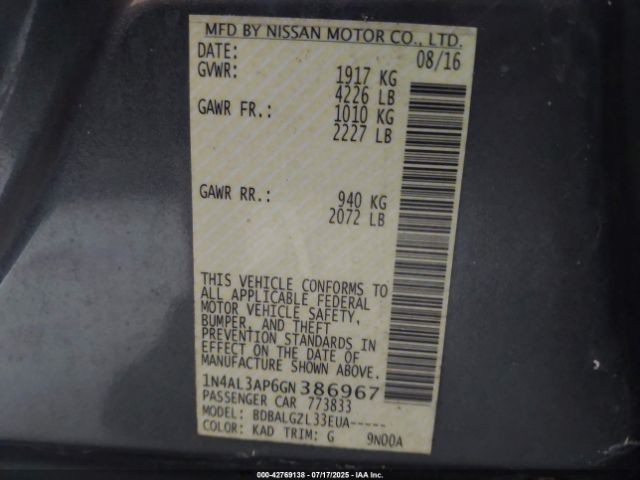 MFD BY NISSAN MOTOR CO., LTD.
DATE: 08/16
GVWR: 1917 KG
4226 LB
GAWR FR.: 1010 KG
2227 LB
GAWR RR.: 940 KG
2072 LB
THIS VEHICLE CONFORMS TO
ALL APPLICABLE FEDERAL
MOTOR VEHICLE SAFETY,
BUMPER, AND THEFT
PREVENTION STANDARDS IN
EFFECT ON THE DATE OF
MANUFACTURE SHOWN ABOVE.
1N4AL3AP6GN386967
PASSENGER CAR 773833
MODEL: BDBALGZL33EUA-----
COLOR: KAD TRIM: G 9N00A
000-42769138 - 07/17/2025 - IAAI.com